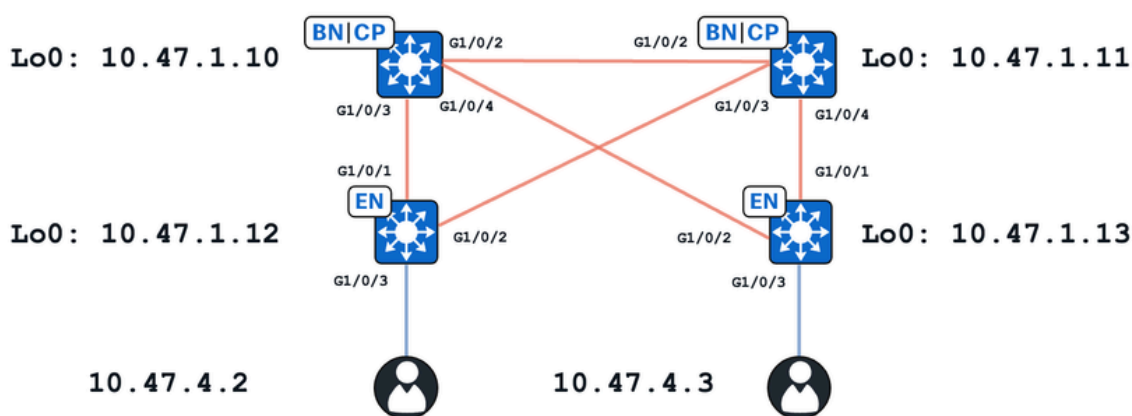 BN|CP
G1/0/2
G1/0/2
BN|CP
Lo0: 10.47.1.10
Lo0: 10.47.1.11
G1/0/3
G1/0/4
G1/0/3
G1/0/4
G1/0/1
G1/0/1
EN
EN
Lo0: 10.47.1.12
G1/0/2
G1/0/2
Lo0: 10.47.1.13
G1/0/3
G1/0/3
10.47.4.2
10.47.4.3